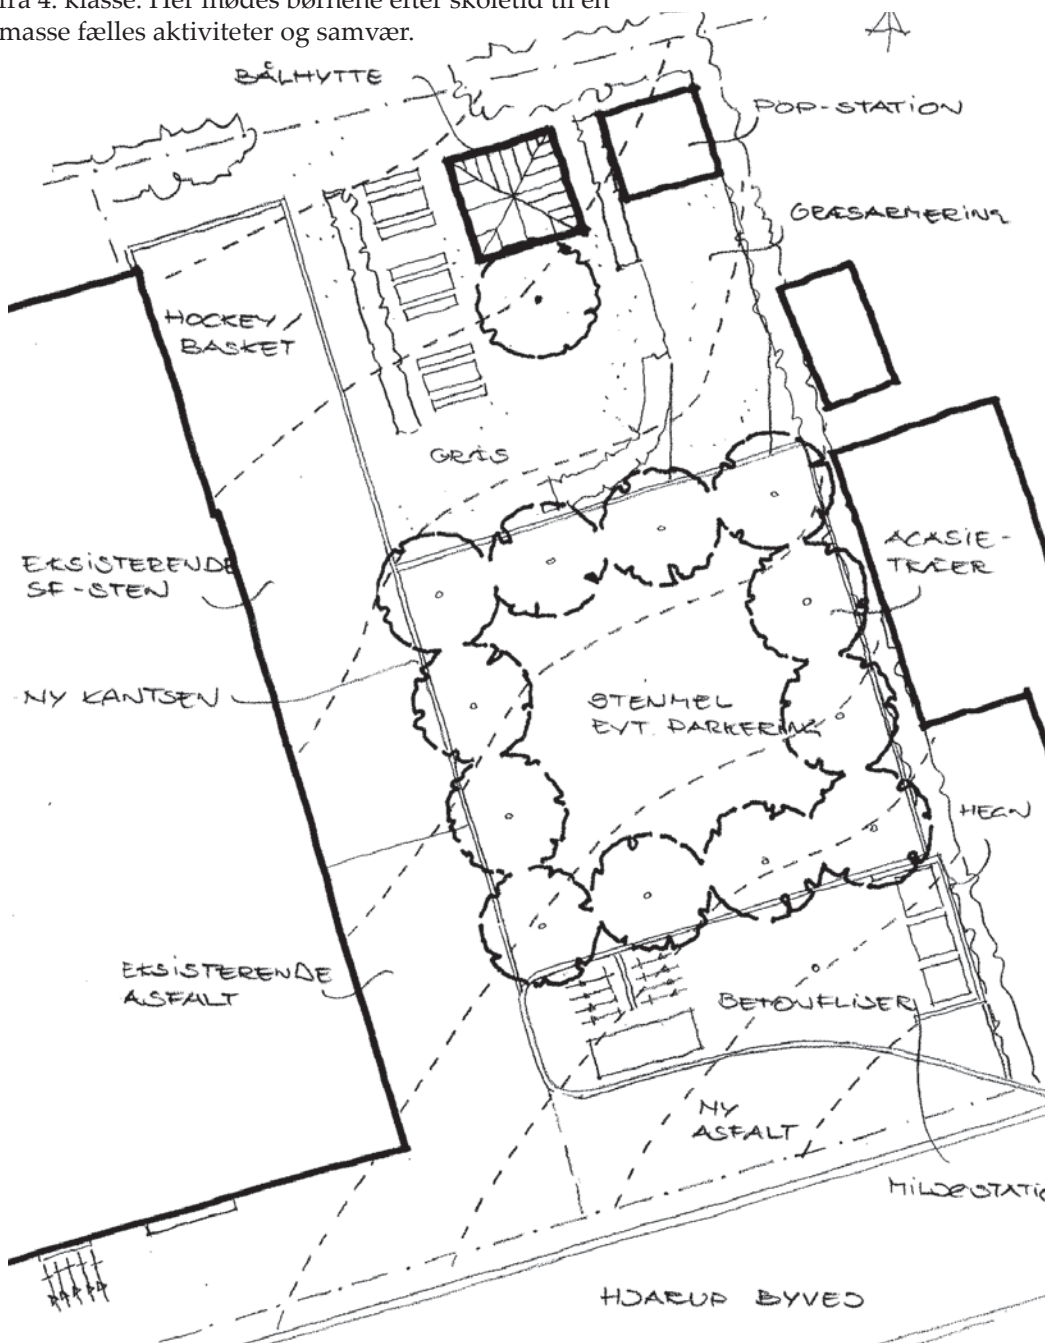 fra 4. klasse. Her mødes børnene efter skoletid til en
masse fælles aktiviteter og samvær.
BÅLHYTTE
POP-STATION
GRÆSARMERING
HOCKEY/
BASKET
GRÆS
EKSISTERENDE
SF-STEN
ACASIE-
TRÆER
NY KANTSEN
STENMEL
EVT. PARKERING
HEGN
EKSISTERENDE
ASFALT
BETONFLISER
NY
ASFALT
MILJØSTATIO
HJARUP BYVEJ